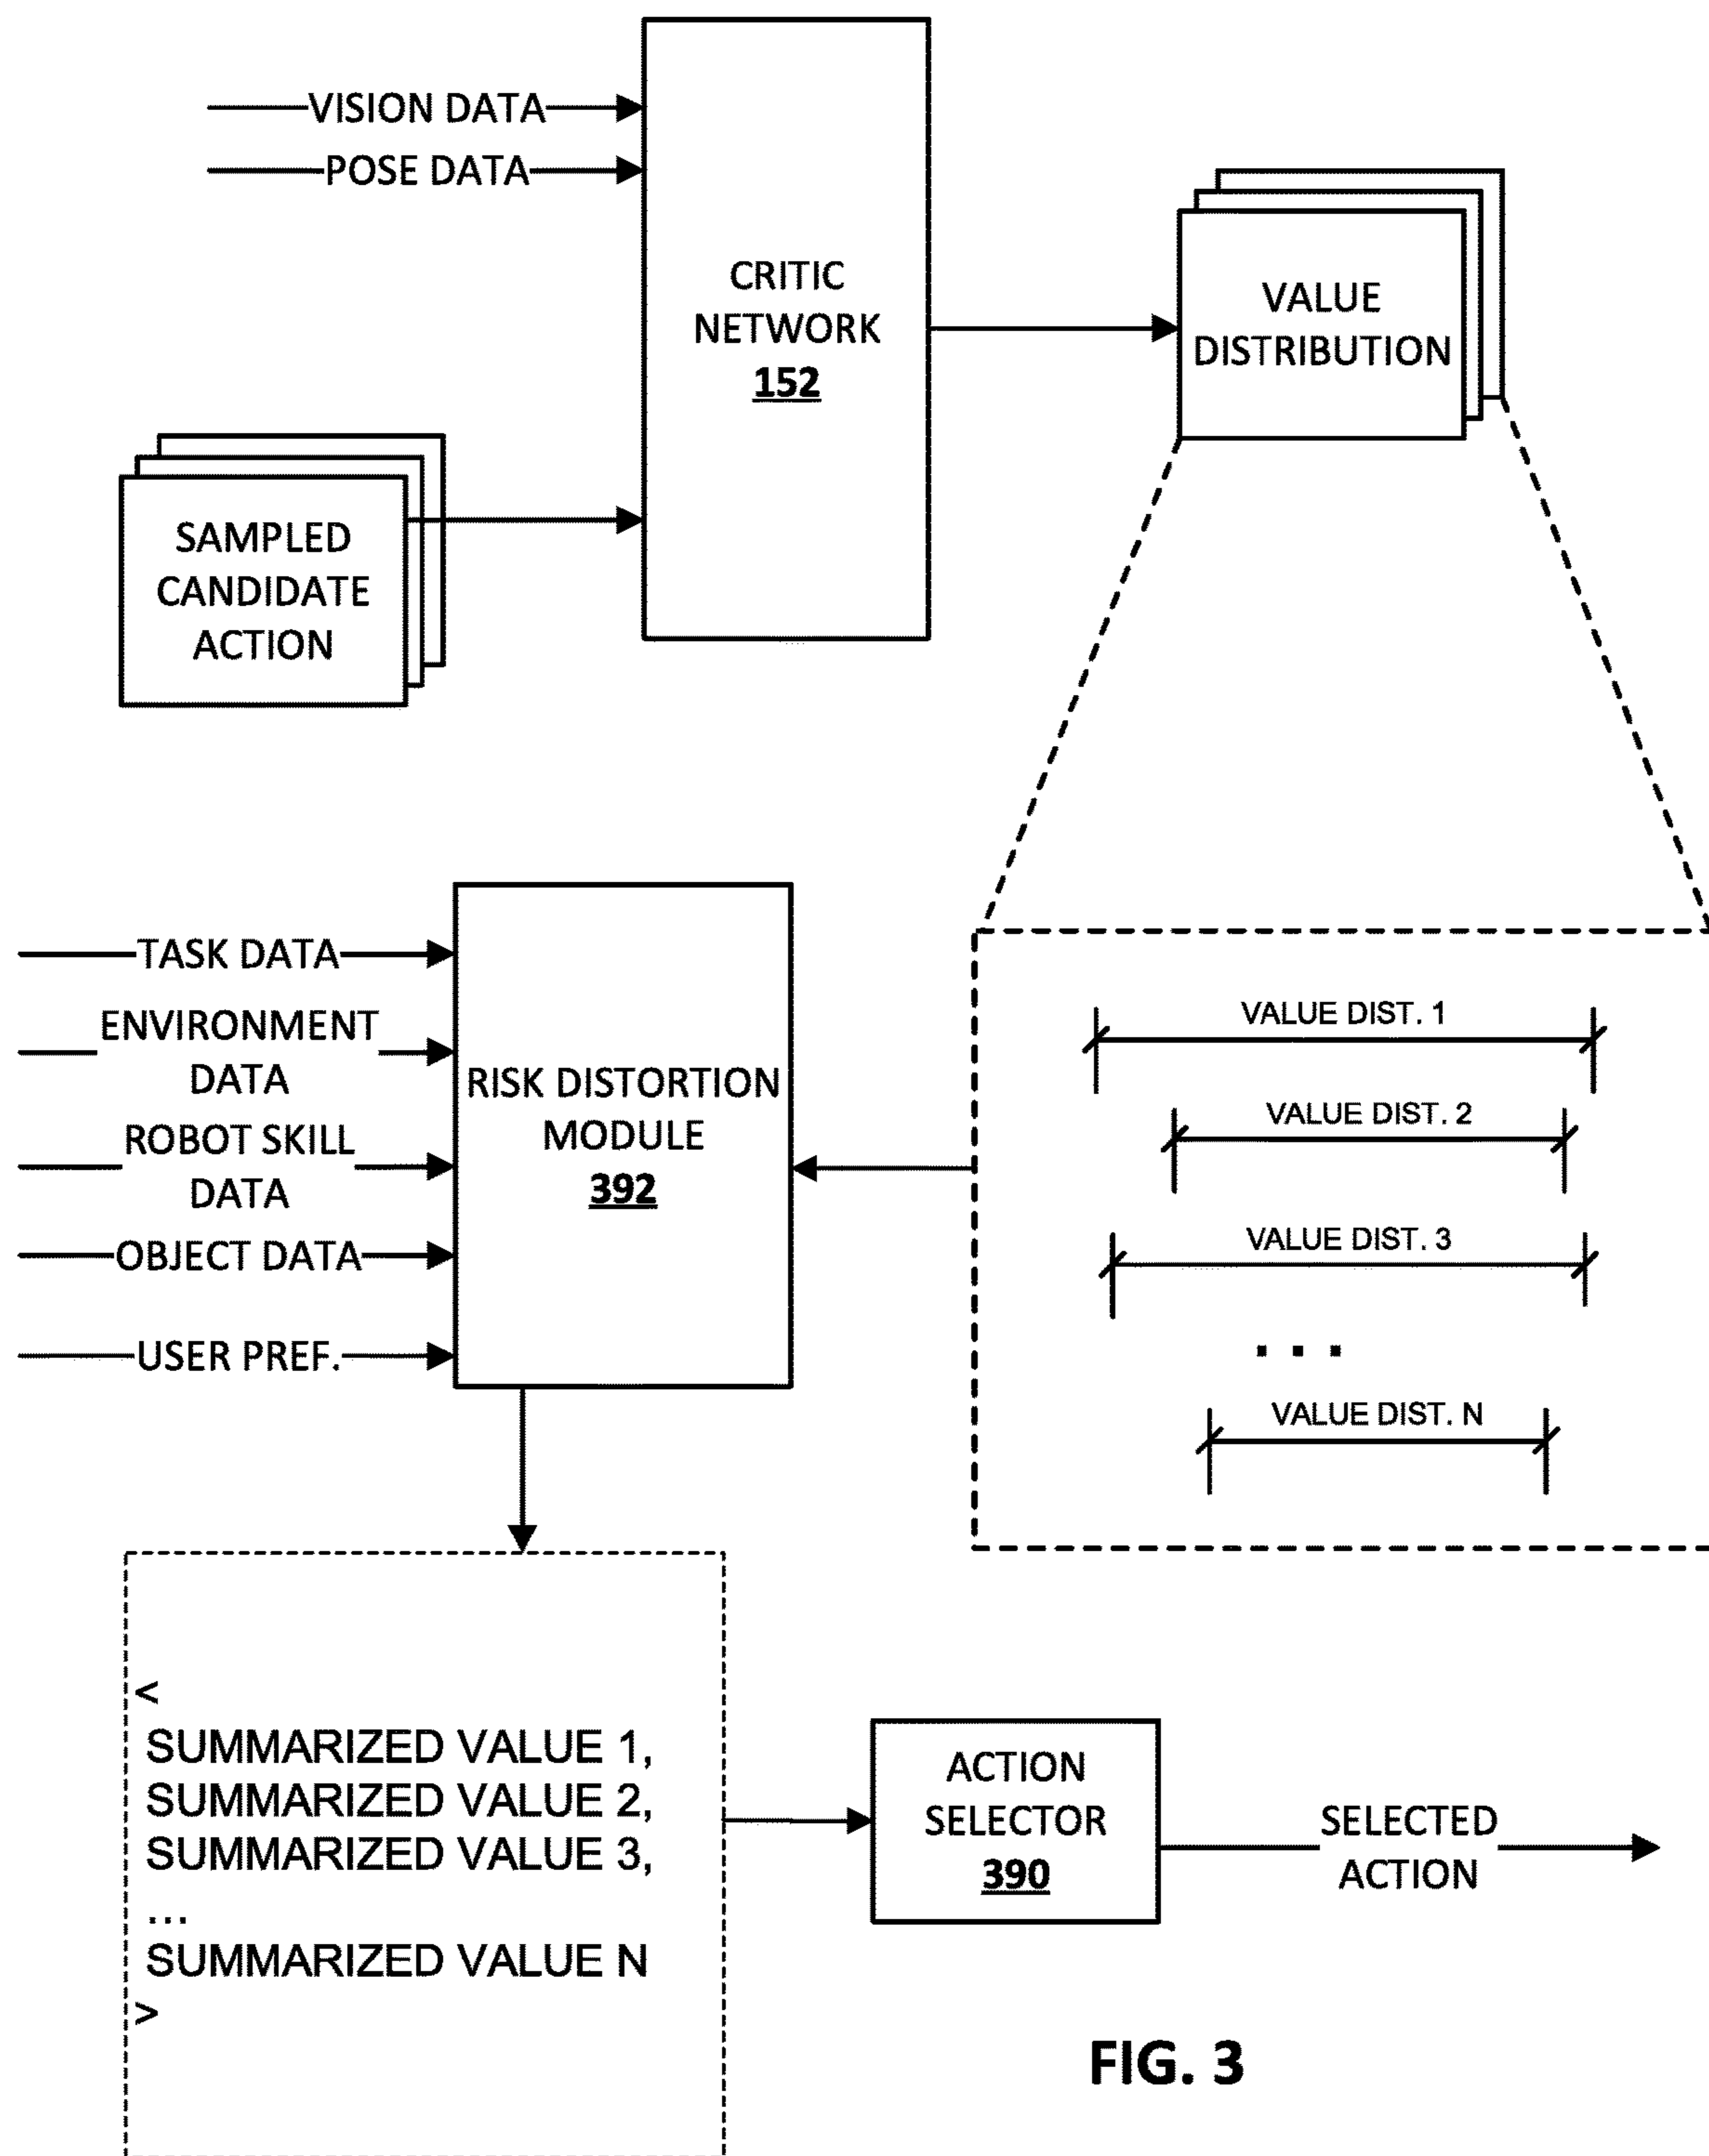 VISION DATA
POSE DATA
CRITIC
NETWORK
152
VALUE
DISTRIBUTION
SAMPLED
CANDIDATE
ACTION
TASK DATA
ENVIRONMENT
DATA
ROBOT SKILL
DATA
OBJECT DATA
USER PREF.
RISK DISTORTION
MODULE
392
VALUE DIST. 1
VALUE DIST. 2
VALUE DIST. 3
. . .
VALUE DIST. N
<
SUMMARIZED VALUE 1,
SUMMARIZED VALUE 2,
SUMMARIZED VALUE 3,
...
SUMMARIZED VALUE N
>
ACTION
SELECTOR
390
SELECTED
ACTION
FIG. 3